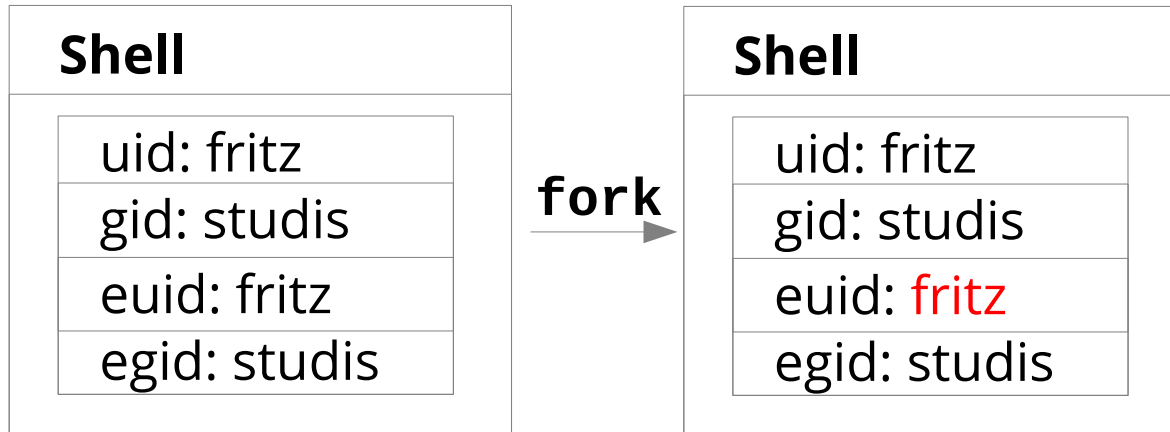 Shell
uid: fritz
gid: studis
euid: fritz
egid: studis
fork
Shell
uid: fritz
gid: studis
euid: fritz
egid: studis